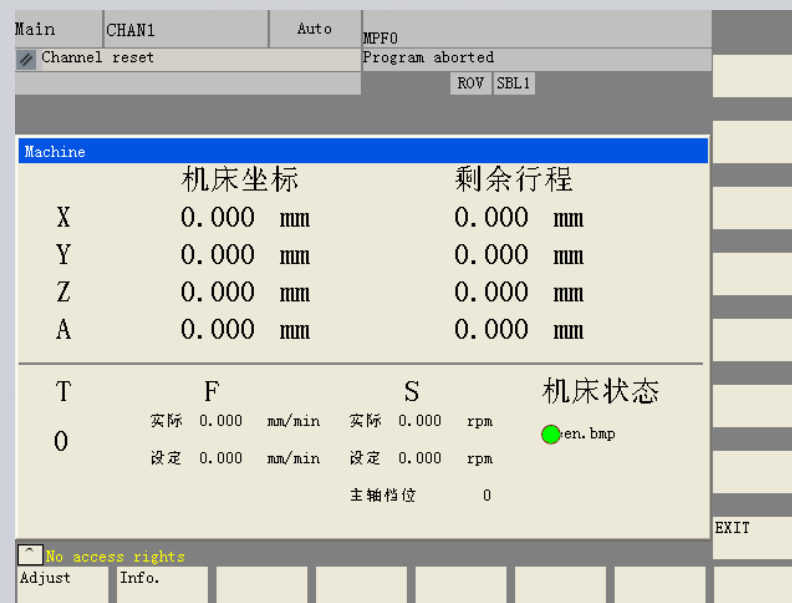 Main CHAN1 Auto MPF0
Channel reset Program aborted
ROV SBL1
Machine
机床坐标 剩余行程
X 0.000 mm 0.000 mm
Y 0.000 mm 0.000 mm
Z 0.000 mm 0.000 mm
A 0.000 mm 0.000 mm
T F S 机床状态
实际 0.000 mm/min 实际 0.000 rpm
0 en.bmp
设定 0.000 mm/min 设定 0.000 rpm
主轴档位 0
EXIT
^ No access rights
Adjust Info.